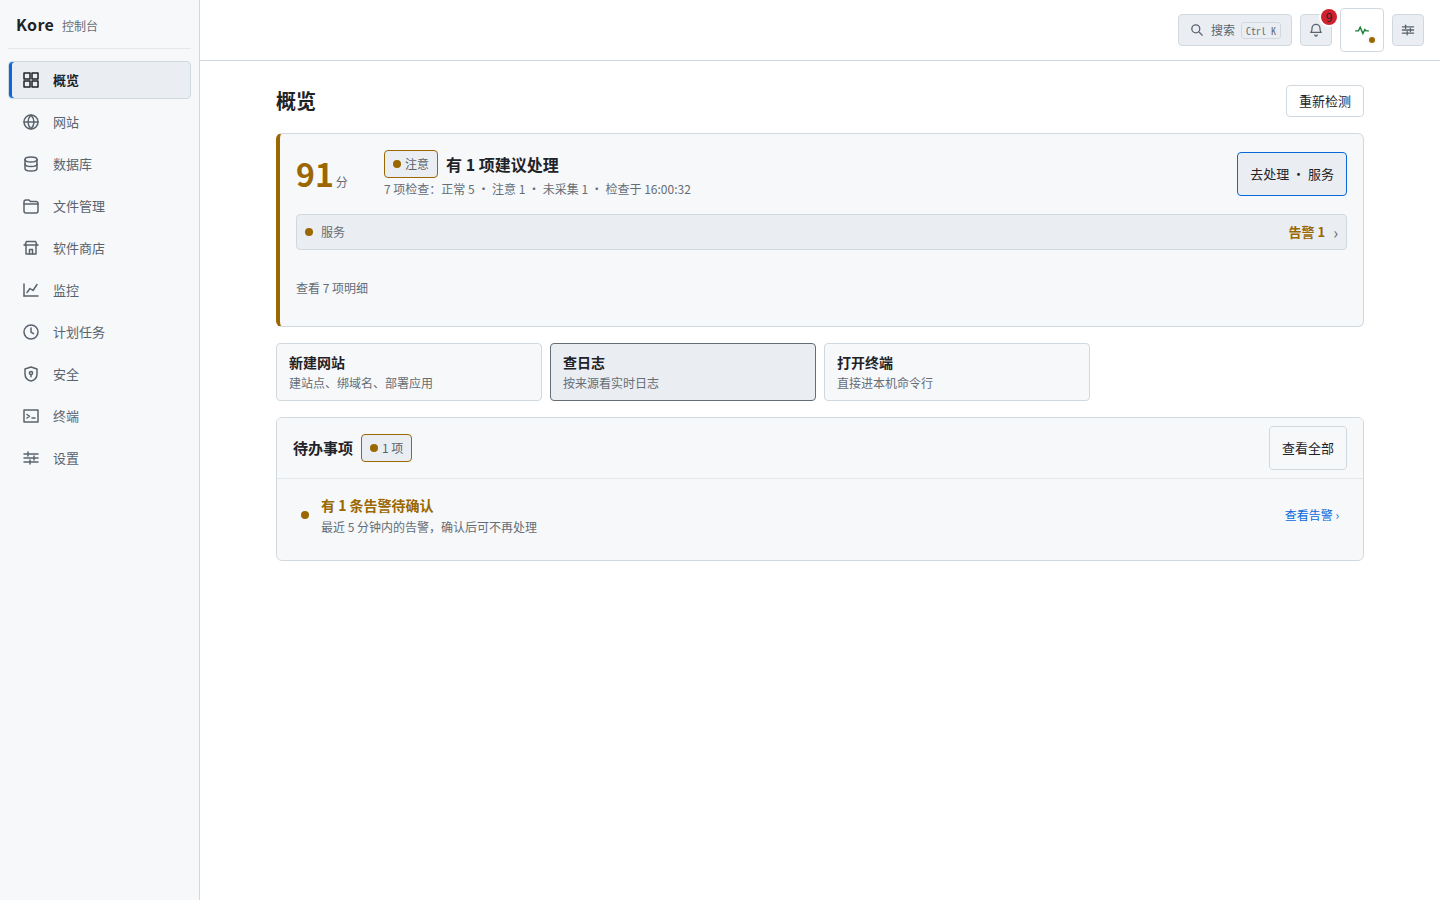 Kore 控制台
搜索 Ctrl K
9
概览
网站
数据库
文件管理
软件商店
监控
计划任务
安全
终端
设置
概览
重新检测
91分
注意 有 1 项建议处理
7 项检查：正常 5 · 注意 1 · 未采集 1 · 检查于 16:00:32
去处理 · 服务
服务 告警 1 ›
查看 7 项明细
新建网站
建站点、绑域名、部署应用
查日志
按来源看实时日志
打开终端
直接进本机命令行
待办事项 1 项
查看全部
有 1 条告警待确认
最近 5 分钟内的告警，确认后可不再处理
查看告警 ›